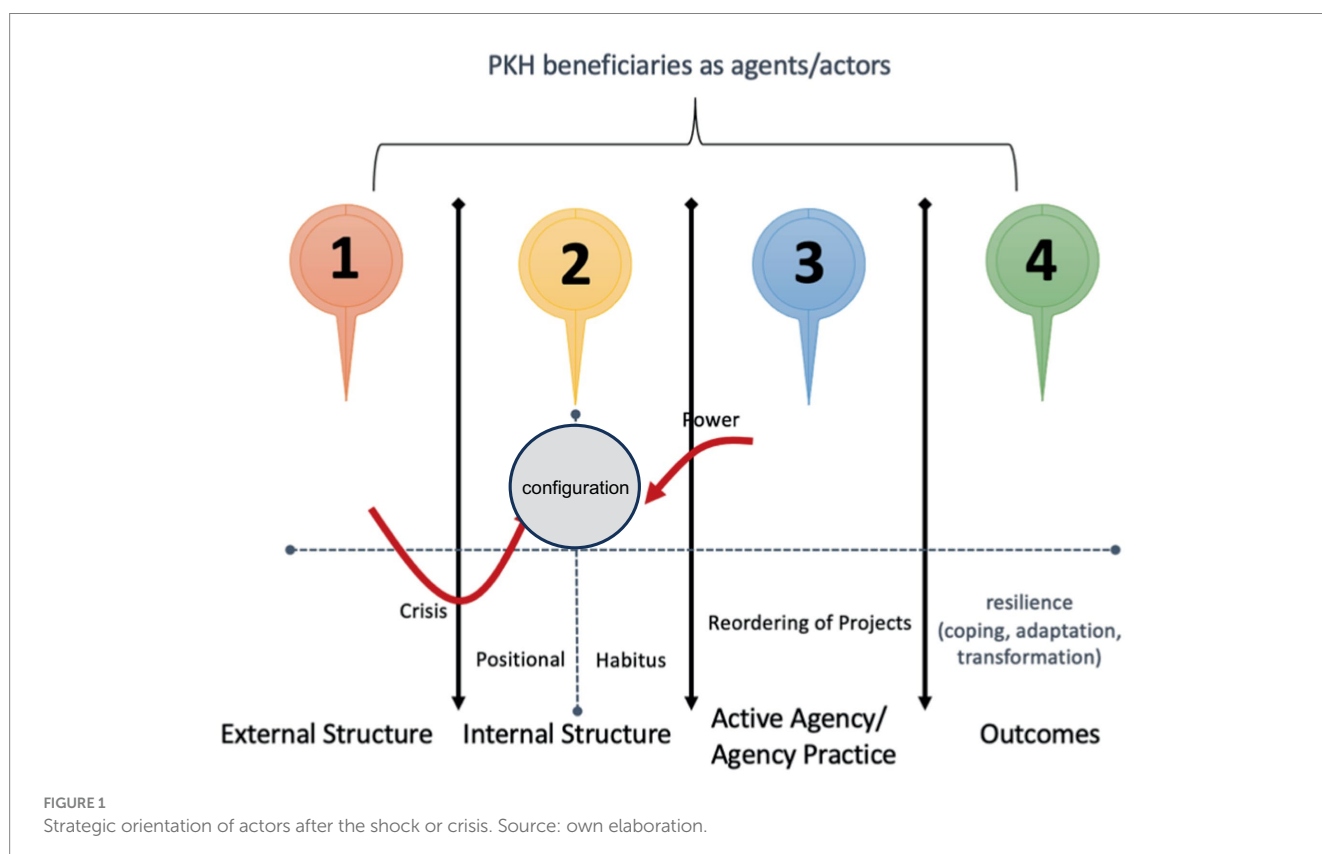 PKH beneficiaries as agents/actors
1
2
3
4
Power
configuration
Crisis
Positional
Habitus
Reordering of Projects
resilience
(coping, adaptation,
transformation)
External Structure
Internal Structure
Active Agency/
Agency Practice
Outcomes
FIGURE 1
Strategic orientation of actors after the shock or crisis. Source: own elaboration.